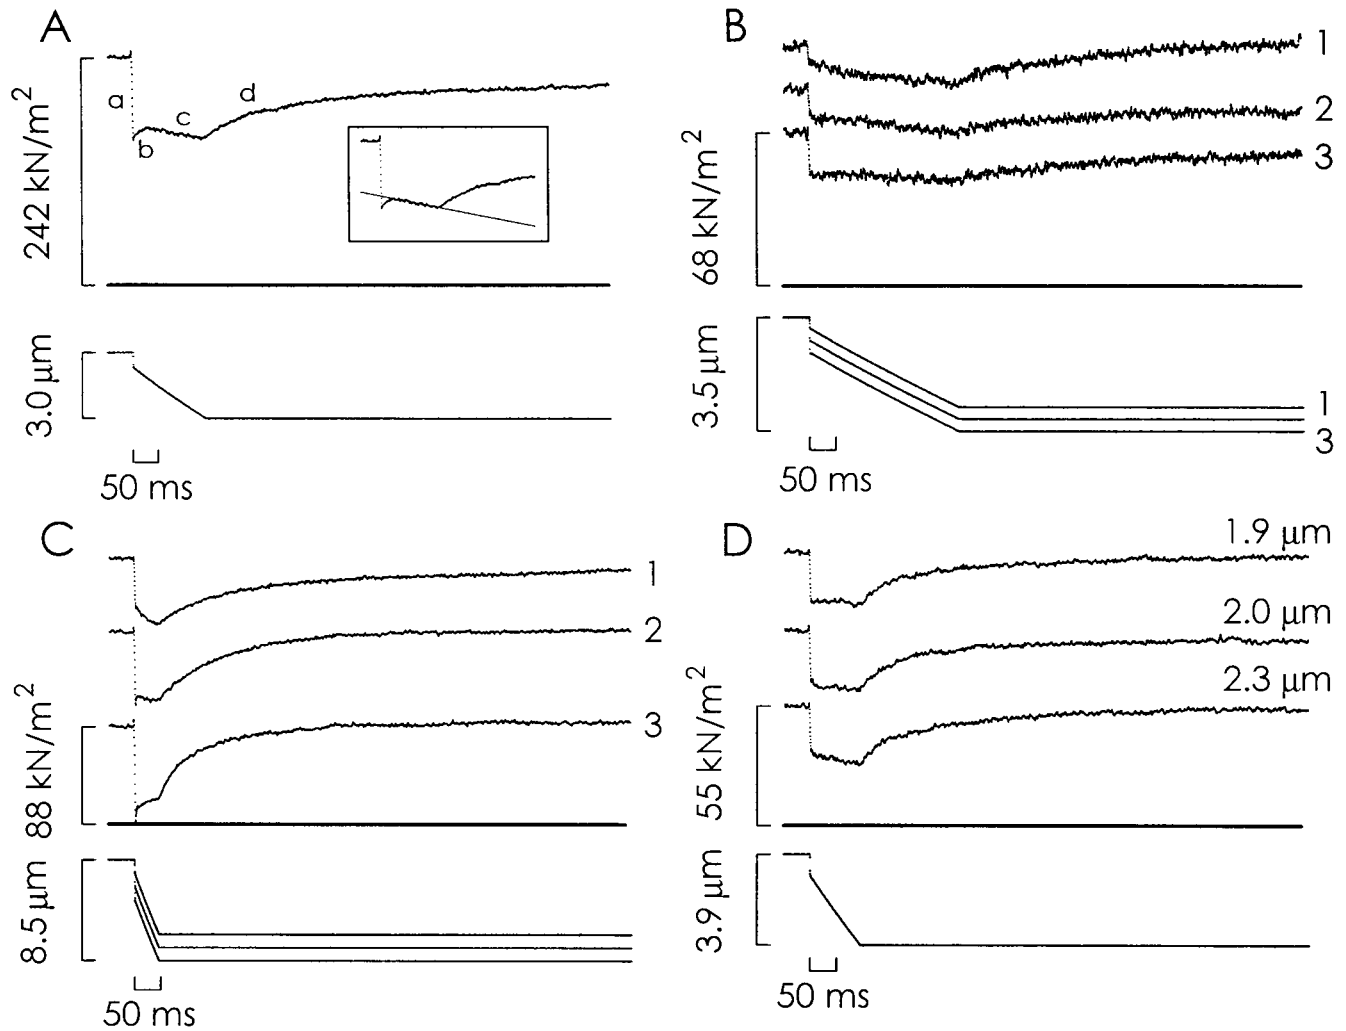 A
242 kN/m²
a
b
c
d
3.0 μm
50 ms
B
1
2
3
68 kN/m²
3.5 μm
1
3
50 ms
C
1
2
3
88 kN/m²
8.5 μm
50 ms
D
1.9 μm
2.0 μm
2.3 μm
55 kN/m²
3.9 μm
50 ms